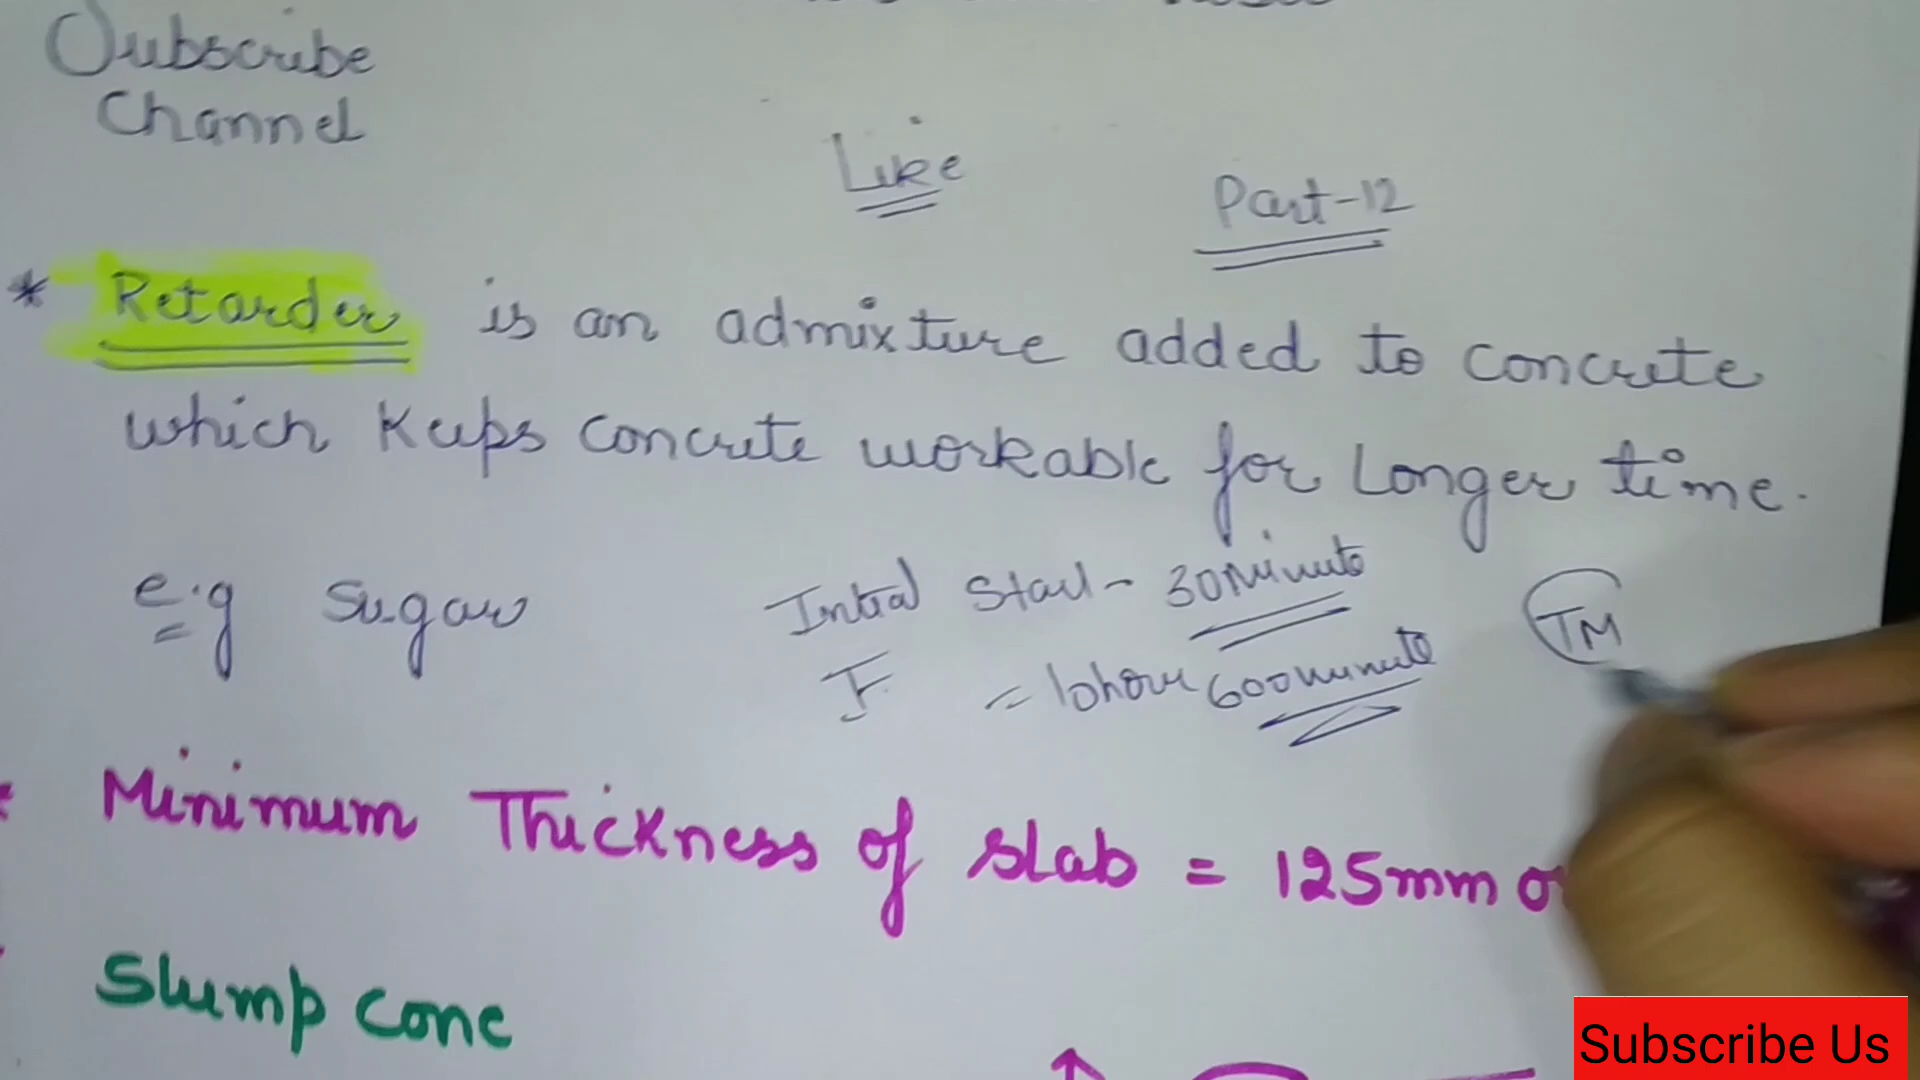 Subscribe
Channel
Like
Part-12
* Retarder is an admixture added to concrete
which Keeps concrete workable for Longer time.
e.g Sugar
Initial Start - 30 Minute
F = 10 hour 600 minute
TM
Minimum Thickness of slab = 125mm
Slump cone
Subscribe Us